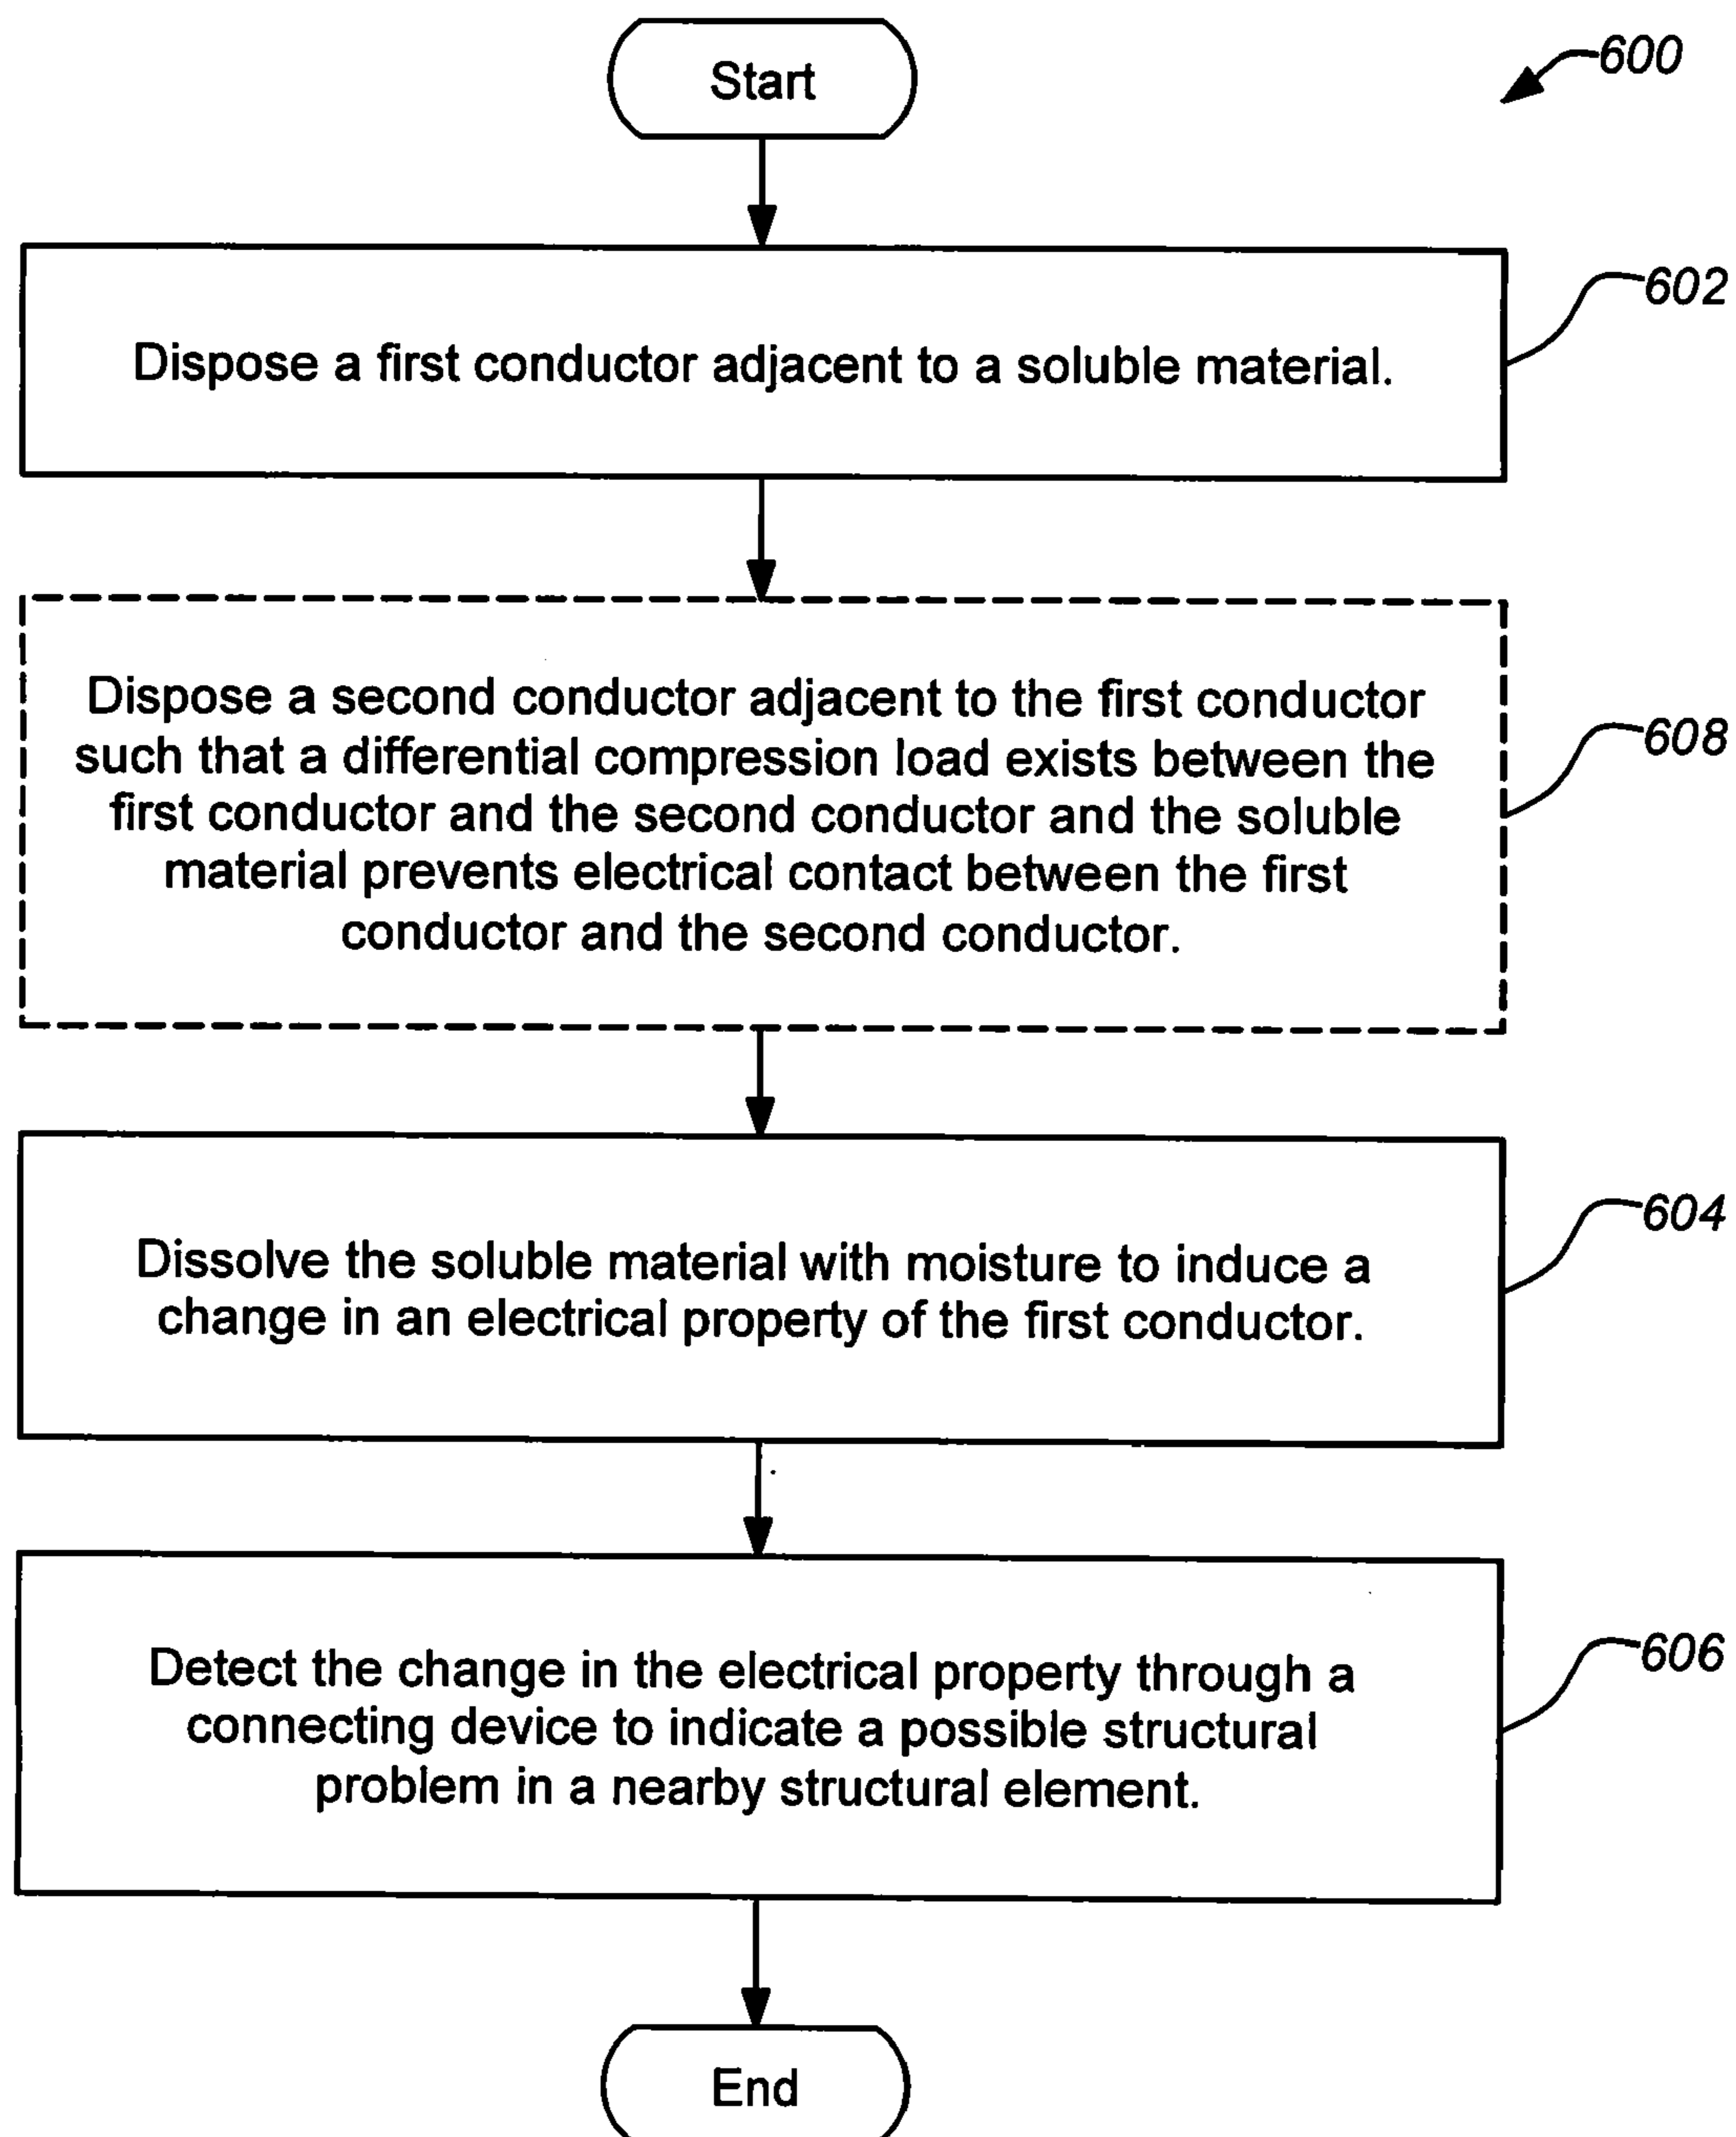 Start
600
602
Dispose a first conductor adjacent to a soluble material.
Dispose a second conductor adjacent to the first conductor
such that a differential compression load exists between the
first conductor and the second conductor and the soluble
material prevents electrical contact between the first
conductor and the second conductor.
608
604
Dissolve the soluble material with moisture to induce a
change in an electrical property of the first conductor.
606
Detect the change in the electrical property through a
connecting device to indicate a possible structural
problem in a nearby structural element.
End